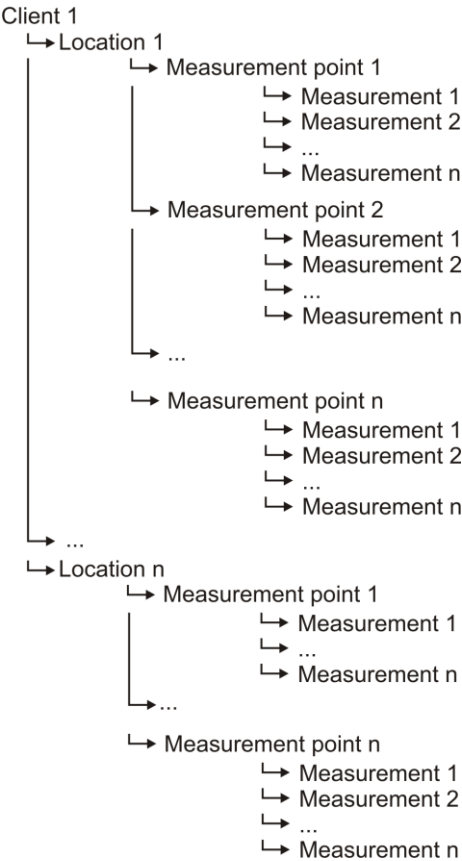 Client 1
Location 1
Measurement point 1
Measurement 1
Measurement 2
...
Measurement n
Measurement point 2
Measurement 1
Measurement 2
...
Measurement n
...
Measurement point n
Measurement 1
Measurement 2
...
Measurement n
...
Location n
Measurement point 1
Measurement 1
...
Measurement n
...
Measurement point n
Measurement 1
Measurement 2
...
Measurement n